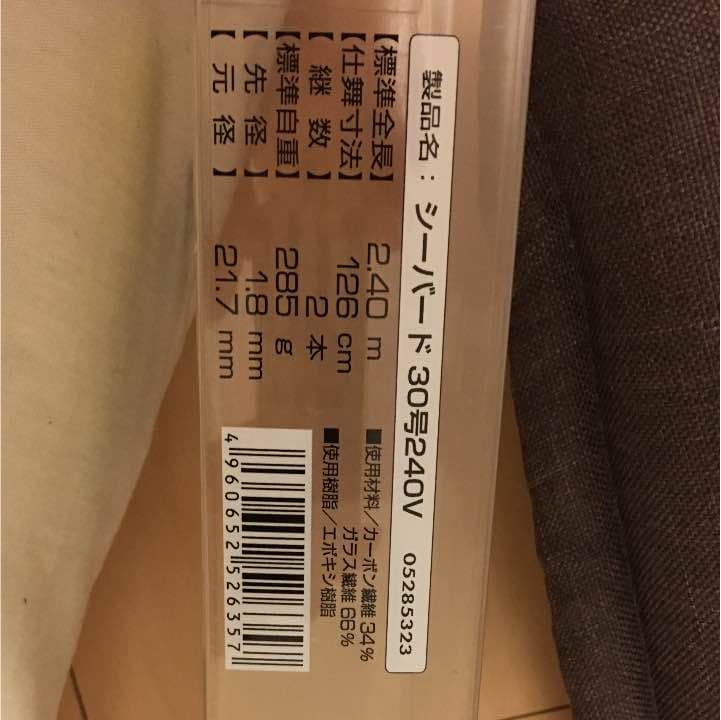 製品名：シーバード 30号240V 05285323
【標準全長】 2.40 m
【仕舞寸法】 126 cm
【継数】 2本
【標準自重】 285 g
【先径】 1.8 mm
【元径】 21.7 mm
■使用材料／カーボン繊維 34%
ガラス繊維 66%
■使用樹脂／エポキシ樹脂
4960652526357